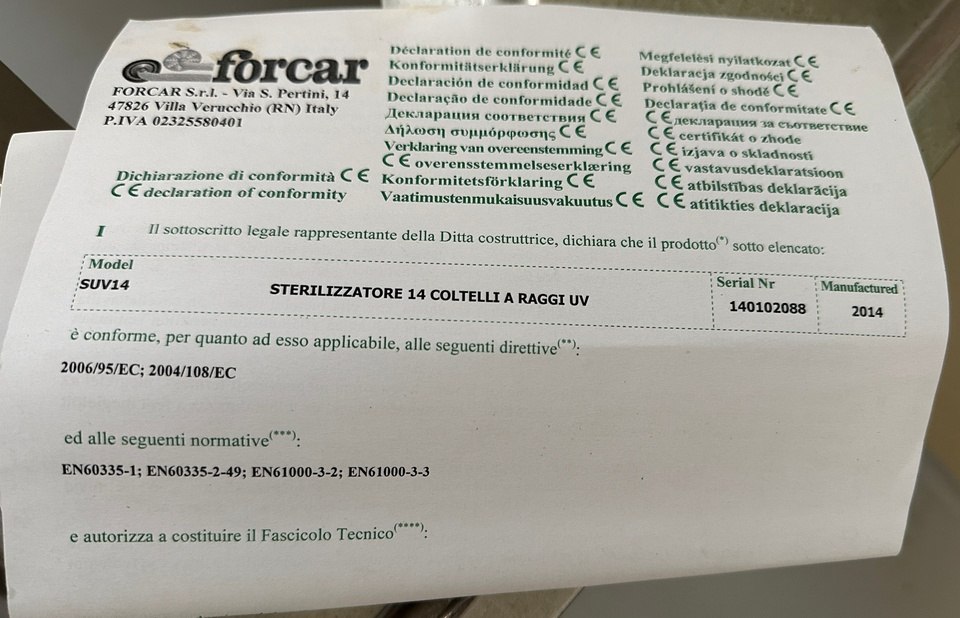 forcar
FORCAR S.r.l. - Via S. Pertini, 14
47826 Villa Verucchio (RN) Italy
P.IVA 02325580401
Dichiarazione di conformità CE
CE declaration of conformity
Déclaration de conformité CE
Konformitätserklärung CE
Declaración de conformidad CE
Declaração de conformidade CE
Декларация соответствия CE
Δήλωση συμμόρφωσης CE
Verklaring van overeenstemming CE
CE overensstemmelseserklæring
Konformitetsförklaring CE
Vaatimustenmukaisuusvakuutus CE
Megfelelési nyilatkozat CE
Deklaracja zgodności CE
Prohlášení o shodě CE
Declarația de conformitate CE
CE декларация за съответствие
CE certifikát o zhode
CE izjava o skladnosti
CE vastavusdeklaratsioon
CE atbilstības deklarācija
CE atitikties deklaracija
I Il sottoscritto legale rappresentante della Ditta costruttrice, dichiara che il prodotto(*) sotto elencato:
Model
SUV14
STERILIZZATORE 14 COLTELLI A RAGGI UV
Serial Nr
140102088
Manufactured
2014
è conforme, per quanto ad esso applicabile, alle seguenti direttive(**):
2006/95/EC; 2004/108/EC
ed alle seguenti normative(***):
EN60335-1; EN60335-2-49; EN61000-3-2; EN61000-3-3
e autorizza a costituire il Fascicolo Tecnico(****):